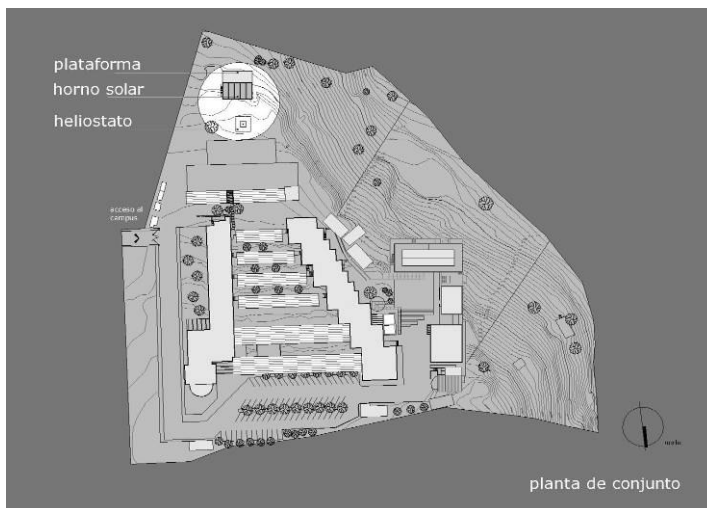 plataforma
horno solar
heliostato
acceso al
campus
norte
planta de conjunto